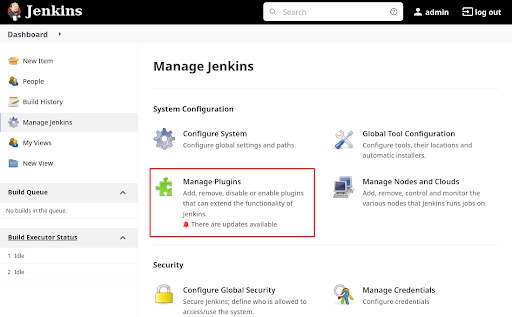 Jenkins
Search
admin
log out
Dashboard
New Item
People
Build History
Manage Jenkins
My Views
New View
Build Queue
No builds in the queue.
Build Executor Status
1 Idle
2 Idle
Manage Jenkins
System Configuration
Configure System
Configure global settings and paths.
Global Tool Configuration
Configure tools, their locations and
automatic installers.
Manage Plugins
Add, remove, disable or enable plugins
that can extend the functionality of
Jenkins.
There are updates available
Manage Nodes and Clouds
Add, remove, control and monitor the
various nodes that Jenkins runs jobs on.
Security
Configure Global Security
Secure Jenkins; define who is allowed to
access/use the system.
Manage Credentials
Configure credentials